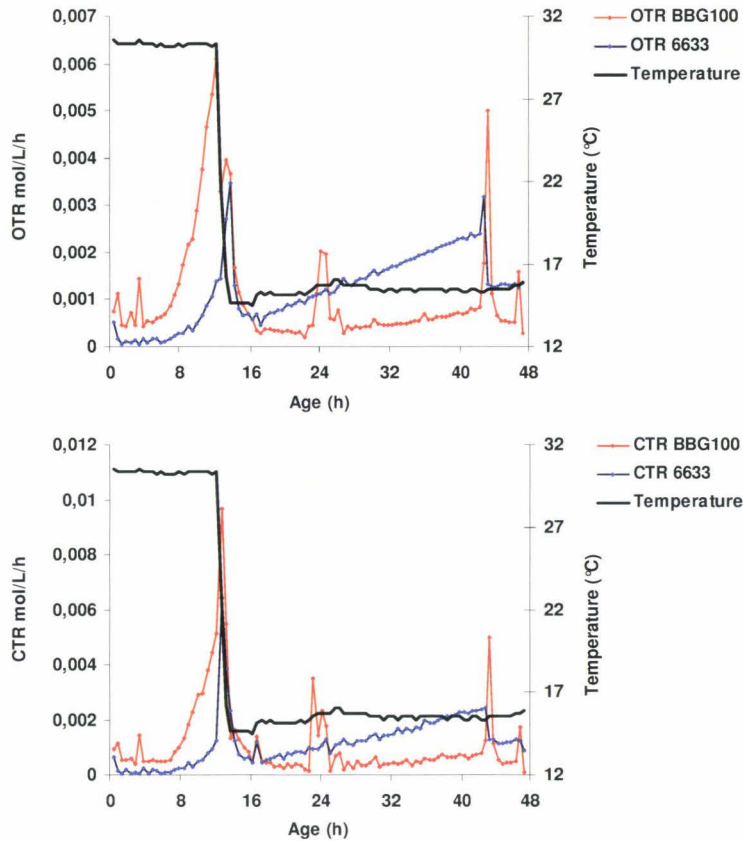 0,007
0,006
0,005
0,004
0,003
0,002
0,001
0
OTR mol/L/h
0 8 16 24 32 40 48
Age (h)
32
27
22
17
12
Temperature (°C)
OTR BBG100
OTR 6633
Temperature
0,012
0,01
0,008
0,006
0,004
0,002
0
CTR mol/L/h
0 8 16 24 32 40 48
Age (h)
32
27
22
17
12
Temperature (°C)
CTR BBG100
CTR 6633
Temperature